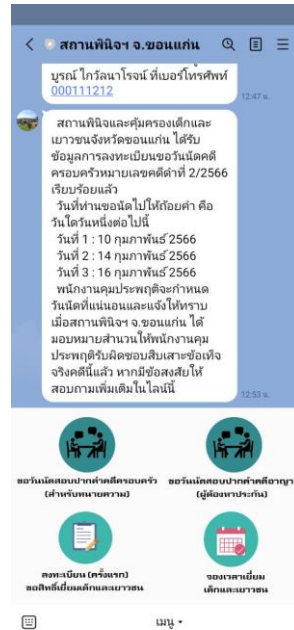 สถานพินิจฯ จ.ขอนแก่น
บูรณ์ ไกวัลนาโรจน์ ที่เบอร์โทรศัพท์
000111212
12:47 น.
สถานพินิจและคุ้มครองเด็กและ
เยาวชนจังหวัดขอนแก่น ได้รับ
ข้อมูลการลงทะเบียนขอวันนัดคดี
ครอบครัวหมายเลขคดีดำที่ 2/2566
เรียบร้อยแล้ว
วันที่ท่านขอนัดไปให้ถ้อยคำ คือ
วันใดวันหนึ่งต่อไปนี้
วันที่ 1 : 10 กุมภาพันธ์ 2566
วันที่ 2 : 14 กุมภาพันธ์ 2566
วันที่ 3 : 16 กุมภาพันธ์ 2566
พนักงานคุมประพฤติจะกำหนด
วันนัดที่แน่นอนและแจ้งให้ทราบ
เมื่อสถานพินิจฯ จ.ขอนแก่น ได้
มอบหมายสำนวนให้พนักงานคุม
ประพฤติรับผิดชอบสืบเสาะข้อเท็จ
จริงคดีนี้แล้ว หากมีข้อสงสัยให้
สอบถามเพิ่มเติมในไลน์นี้
12:53 น.
ขอวันนัดสอบปากคำคดีครอบครัว
(สำหรับทนายความ)
ขอวันนัดสอบปากคำคดีอาญา
(ผู้ต้องหาประกัน)
ลงทะเบียน (ครั้งแรก)
ขอสิทธิ์เยี่ยมเด็กและเยาวชน
จองเวลาเยี่ยม
เด็กและเยาวชน
เมนู